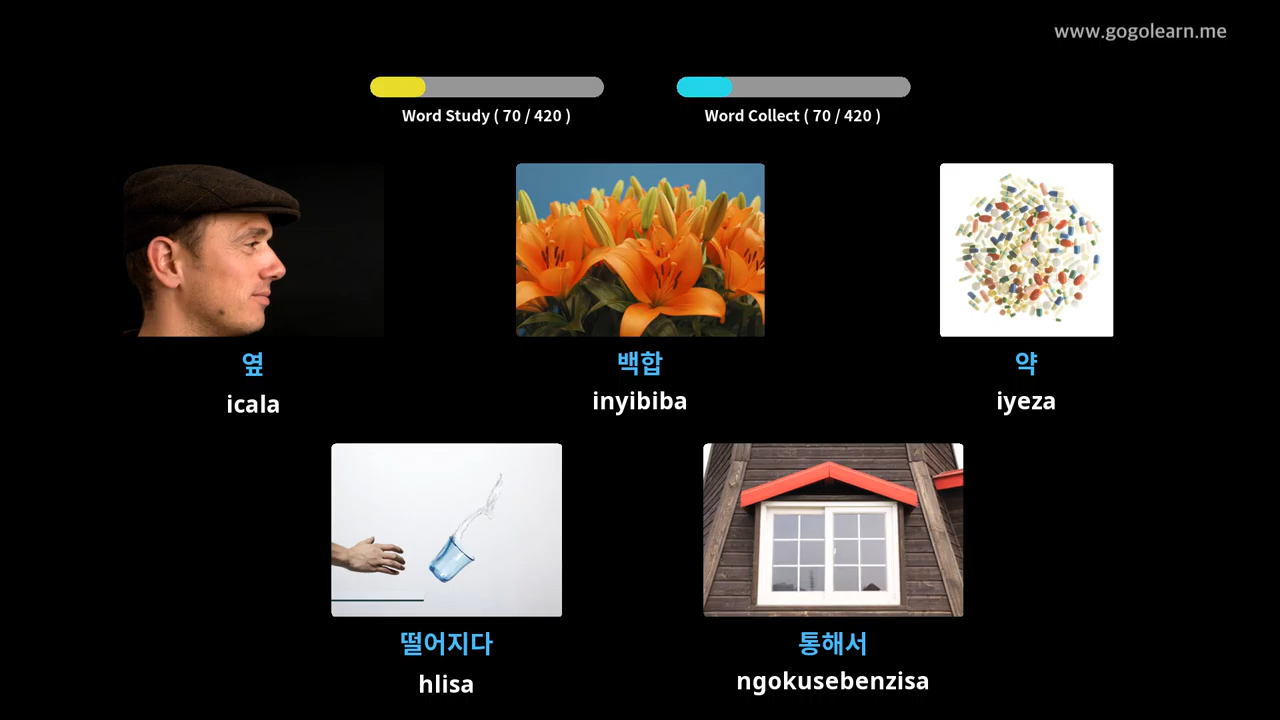 www.gogolearn.me
Word Study ( 70 / 420 )
Word Collect ( 70 / 420 )
옆
icala
백합
inyibiba
약
iyeza
떨어지다
hlisa
통해서
ngokusebenzisa